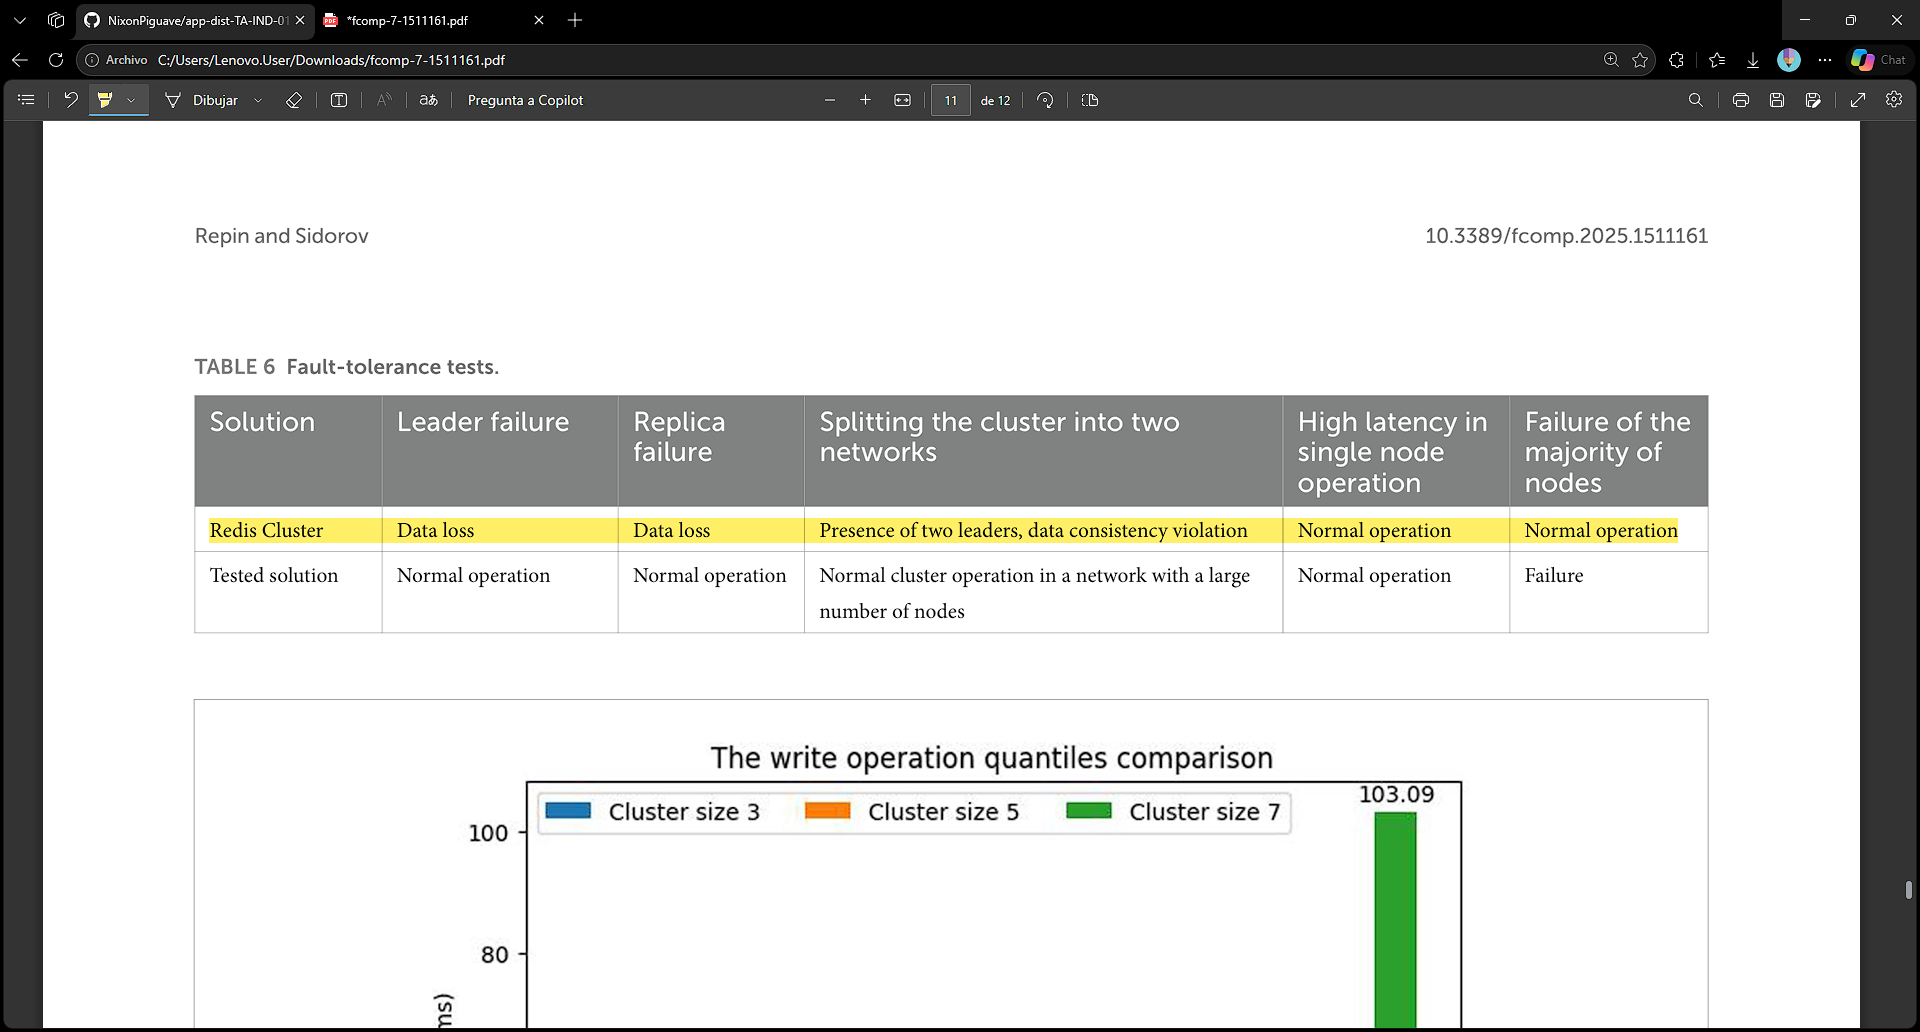 NixonPiguave/app-dist-TA-IND-01
*fcomp-7-1511161.pdf
Archivo C:/Users/Lenovo.User/Downloads/fcomp-7-1511161.pdf
Chat
Dibujar
aあ
Pregunta a Copilot
11 de 12
Repin and Sidorov
10.3389/fcomp.2025.1511161
TABLE 6 Fault-tolerance tests.
Solution Leader failure Replica failure Splitting the cluster into two networks High latency in single node operation Failure of the majority of nodes
Redis Cluster Data loss Data loss Presence of two leaders, data consistency violation Normal operation Normal operation
Tested solution Normal operation Normal operation Normal cluster operation in a network with a large number of nodes Normal operation Failure
The write operation quantiles comparison
Cluster size 3 Cluster size 5 Cluster size 7
103.09
100
80
ms)